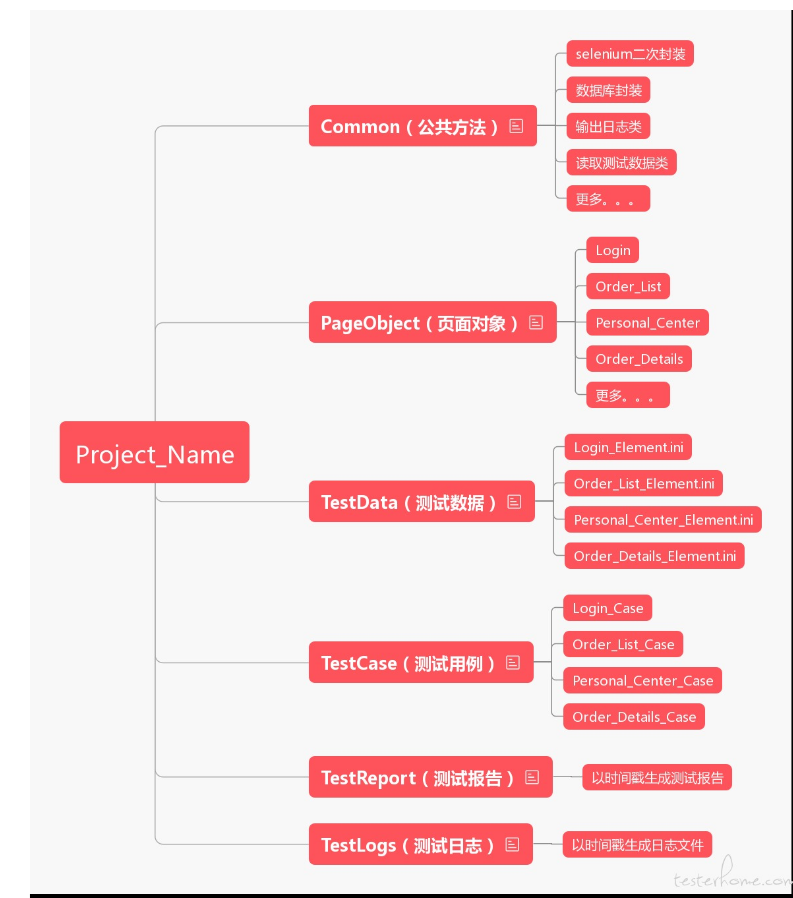 Project_Name
Common（公共方法）
selenium二次封装
数据库封装
输出日志类
读取测试数据类
更多。。。
PageObject（页面对象）
Login
Order_List
Personal_Center
Order_Details
更多。。。
TestData（测试数据）
Login_Element.ini
Order_List_Element.ini
Personal_Center_Element.ini
Order_Details_Element.ini
TestCase（测试用例）
Login_Case
Order_List_Case
Personal_Center_Case
Order_Details_Case
TestReport（测试报告）
以时间戳生成测试报告
TestLogs（测试日志）
以时间戳生成日志文件
testerhome.com